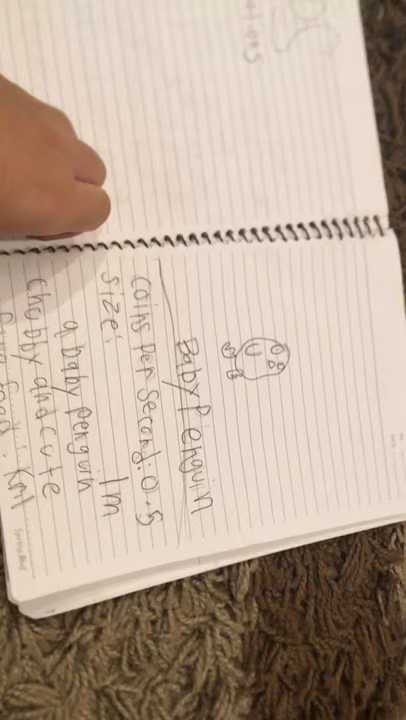 Baby Penguin
coins per second: 0.5
size: 1m
a baby penguin
chubby and cute